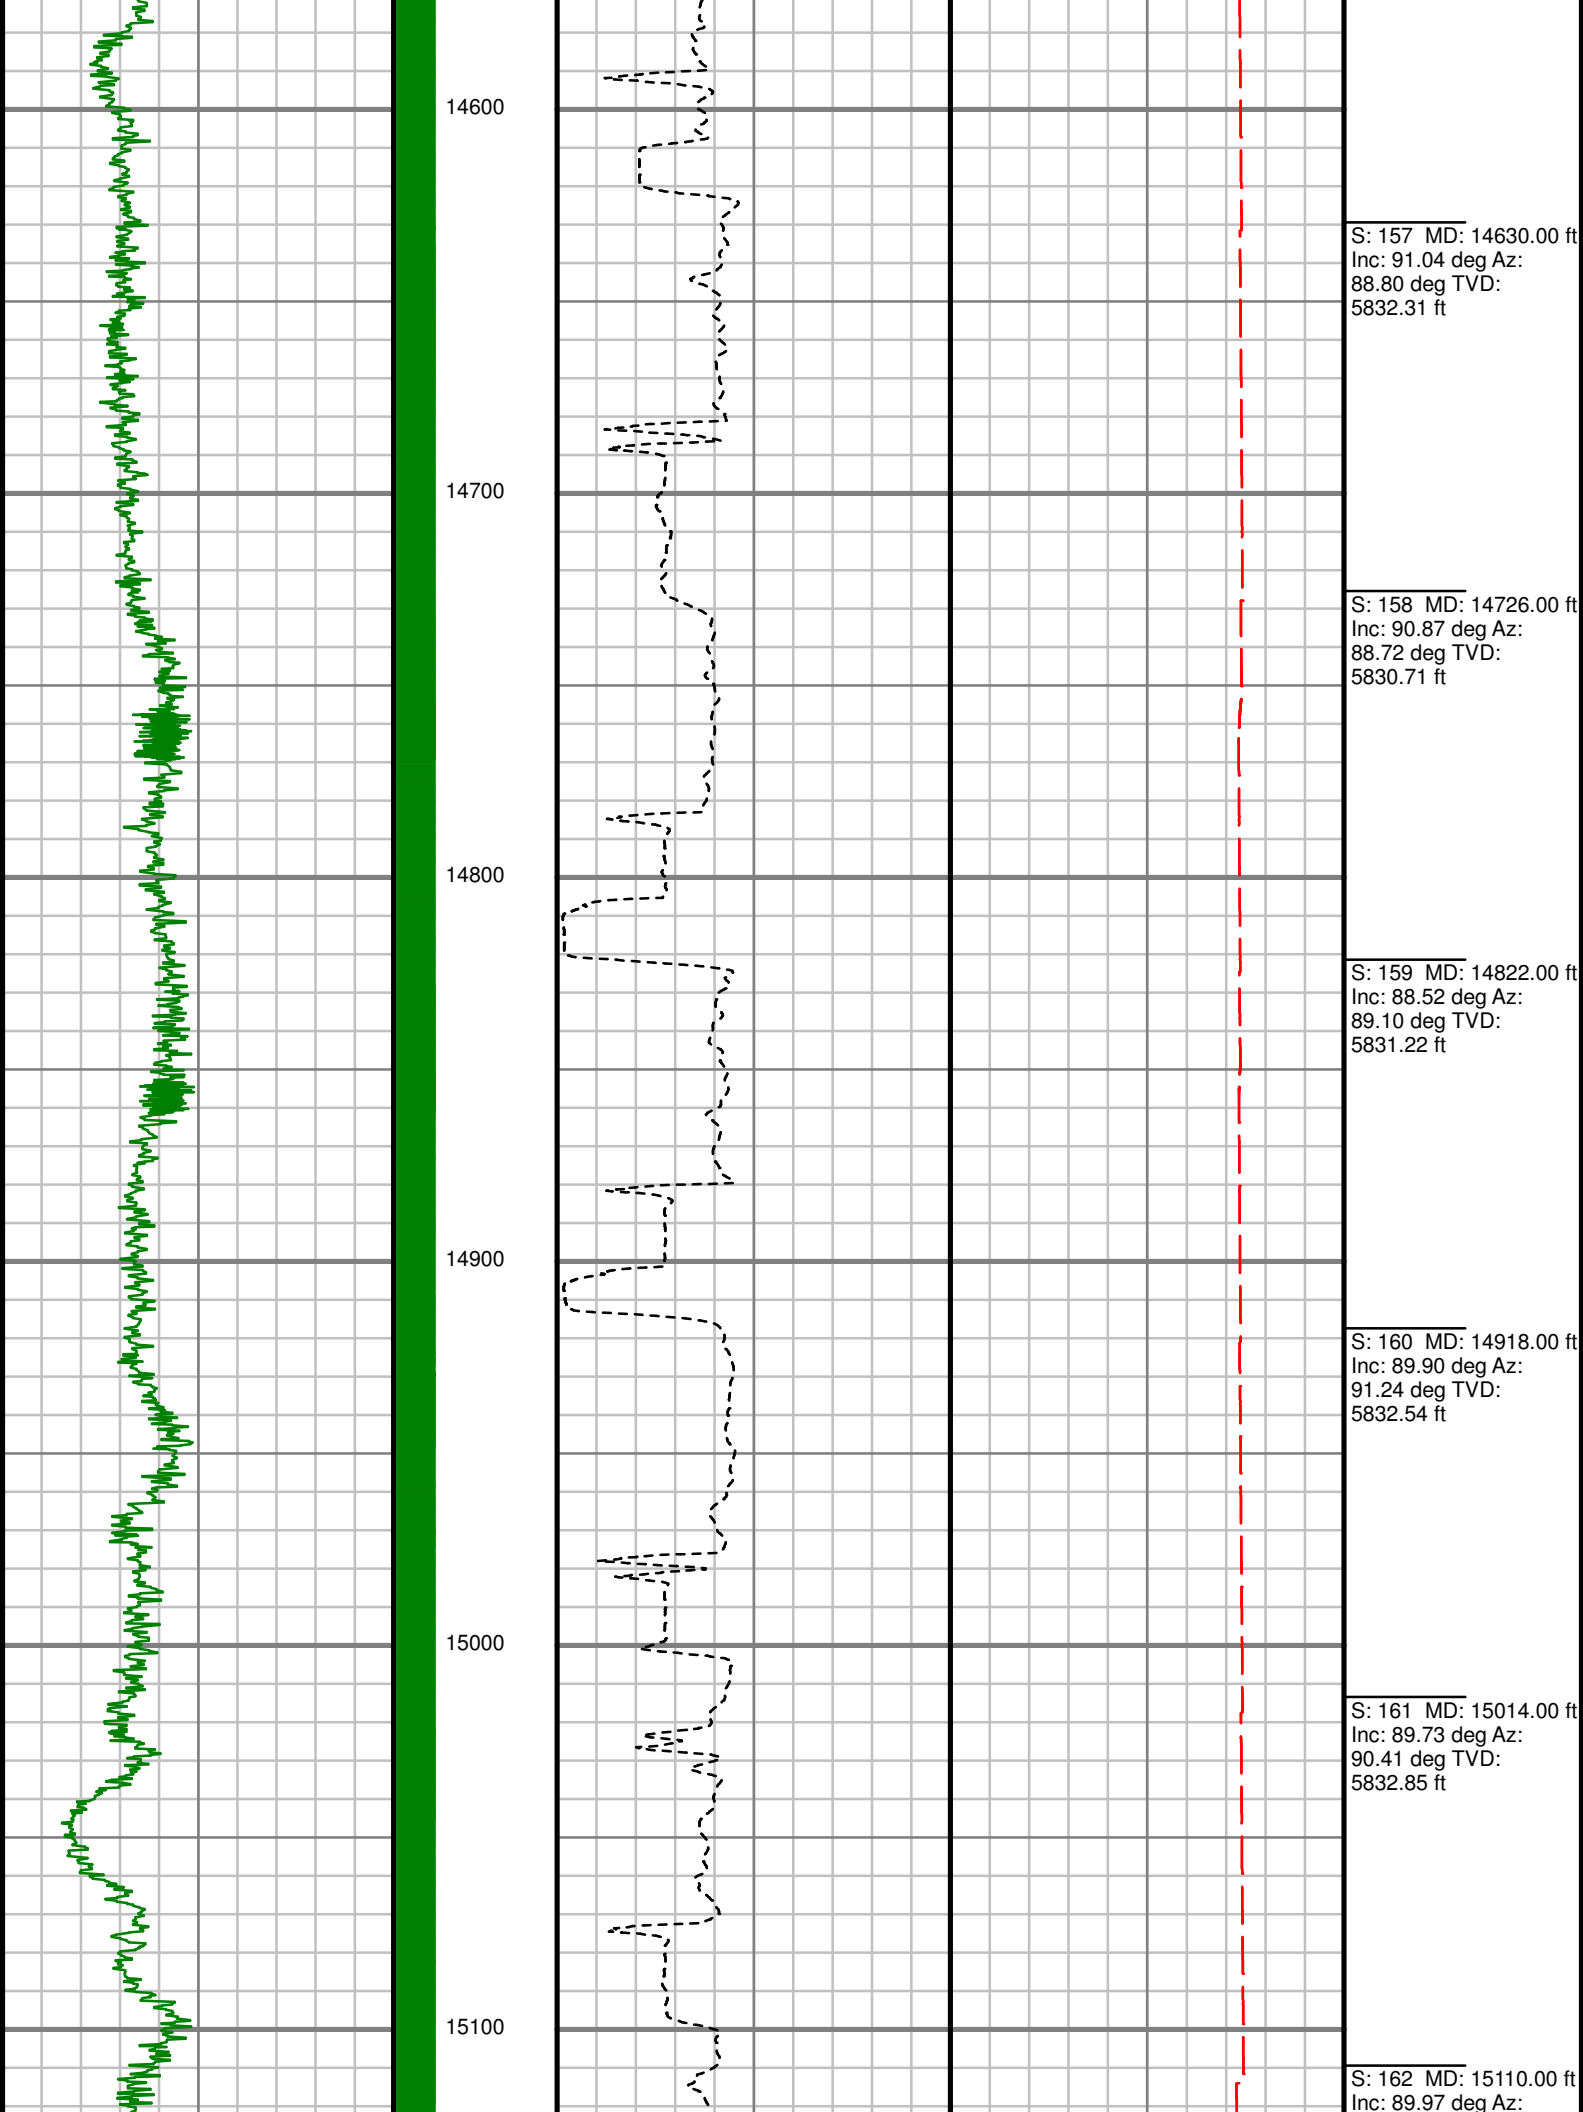 14600
S: 157 MD: 14630.00 ft
Inc: 91.04 deg Az:
88.80 deg TVD:
5832.31 ft
14700
S: 158 MD: 14726.00 ft
Inc: 90.87 deg Az:
88.72 deg TVD:
5830.71 ft
14800
S: 159 MD: 14822.00 ft
Inc: 88.52 deg Az:
89.10 deg TVD:
5831.22 ft
14900
S: 160 MD: 14918.00 ft
Inc: 89.90 deg Az:
91.24 deg TVD:
5832.54 ft
15000
S: 161 MD: 15014.00 ft
Inc: 89.73 deg Az:
90.41 deg TVD:
5832.85 ft
15100
S: 162 MD: 15110.00 ft
Inc: 89.97 deg Az: